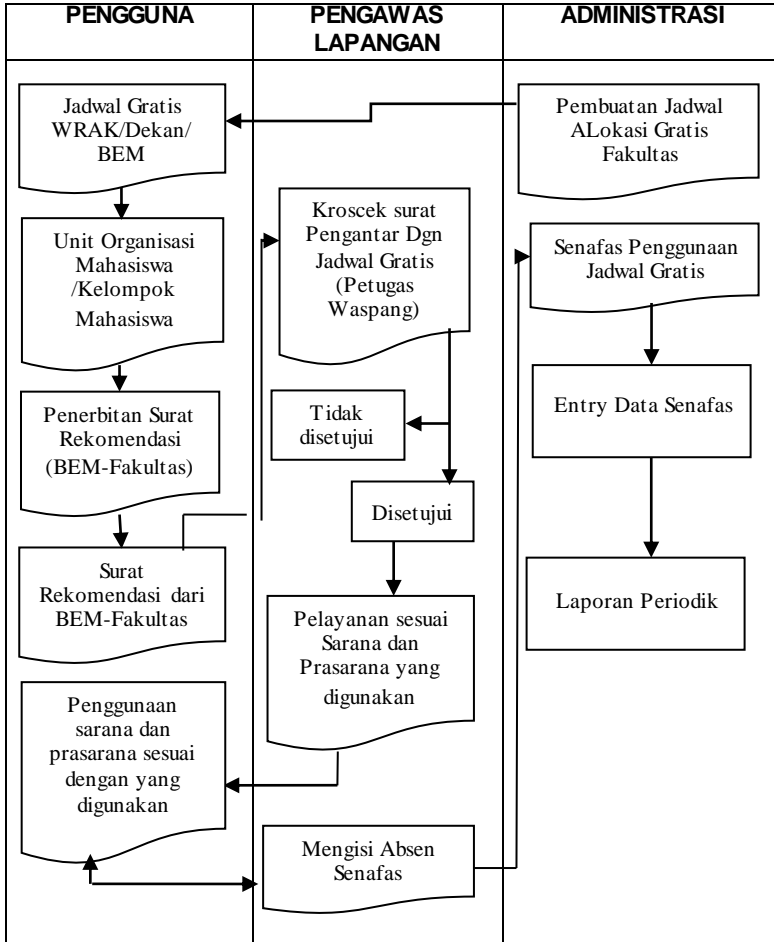 PENGGUNA
PENGAWAS
LAPANGAN
ADMINISTRASI
Jadwal Gratis
WRAK/Dekan/
BEM
Unit Organisasi
Mahasiswa
/Kelompok
Mahasiswa
Penerbitan Surat
Rekomendasi
(BEM-Fakultas)
Surat
Rekomendasi dari
BEM-Fakultas
Penggunaan
sarana dan
prasarana sesuai
dengan yang
digunakan
Kroscek surat
Pengantar Dgn
Jadwal Gratis
(Petugas
Waspang)
Tidak
disetujui
Disetujui
Pelayanan sesuai
Sarana dan
Prasarana yang
digunakan
Mengisi Absen
Senafas
Pembuatan Jadwal
ALokasi Gratis
Fakultas
Senafas Penggunaan
Jadwal Gratis
Entry Data Senafas
Laporan Periodik